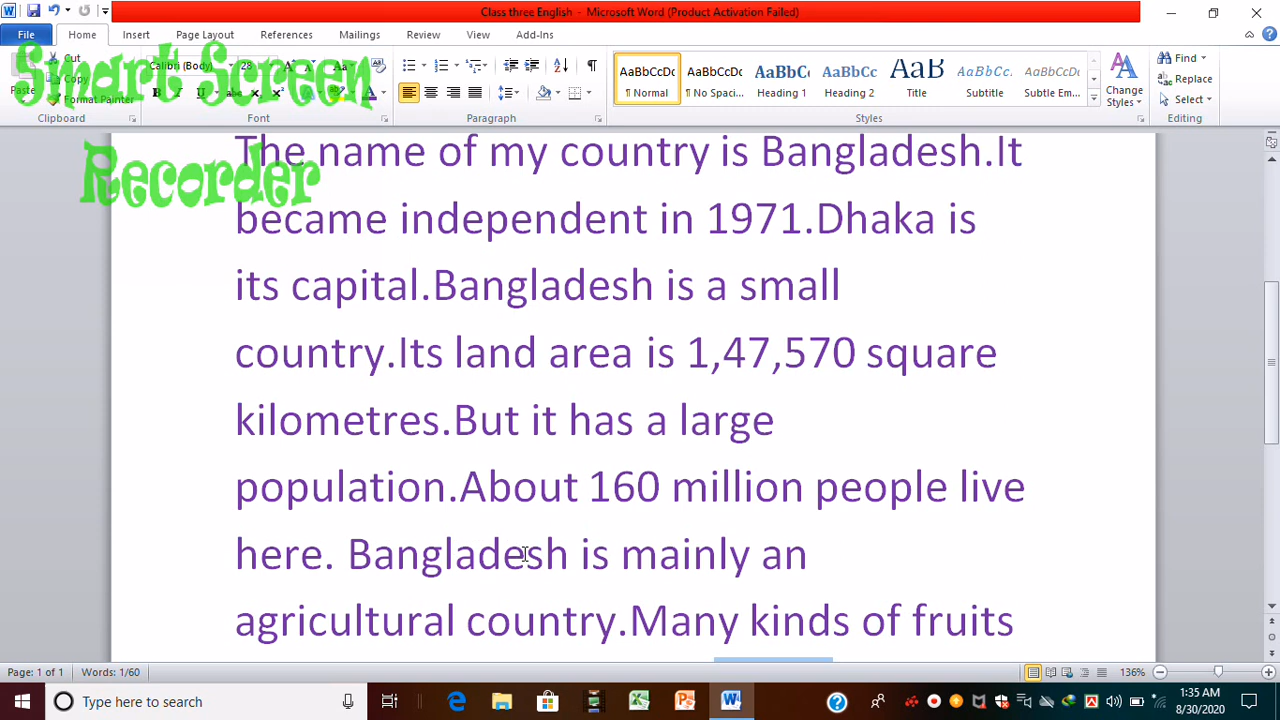 Class three English - Microsoft Word (Product Activation Failed)
File Home Insert Page Layout References Mailings Review View Add-Ins
Smart Screen Recorder
Cut
Copy
Paste
Format Painter
Calibri (Body) 28
AaBbCcDc AaBbCcDc AaBbC AaBbCc AaB AaBbCcL AaBbCcDc
¶ Normal ¶ No Spaci... Heading 1 Heading 2 Title Subtitle Subtle Em...
Change Styles
Find
Replace
Select
Clipboard Font Paragraph Styles Editing
The name of my country is Bangladesh.It
became independent in 1971.Dhaka is
its capital.Bangladesh is a small
country.Its land area is 1,47,570 square
kilometres.But it has a large
population.About 160 million people live
here. Bangladesh is mainly an
agricultural country.Many kinds of fruits
Page: 1 of 1 Words: 1/60 136%
Type here to search
1:35 AM
8/30/2020